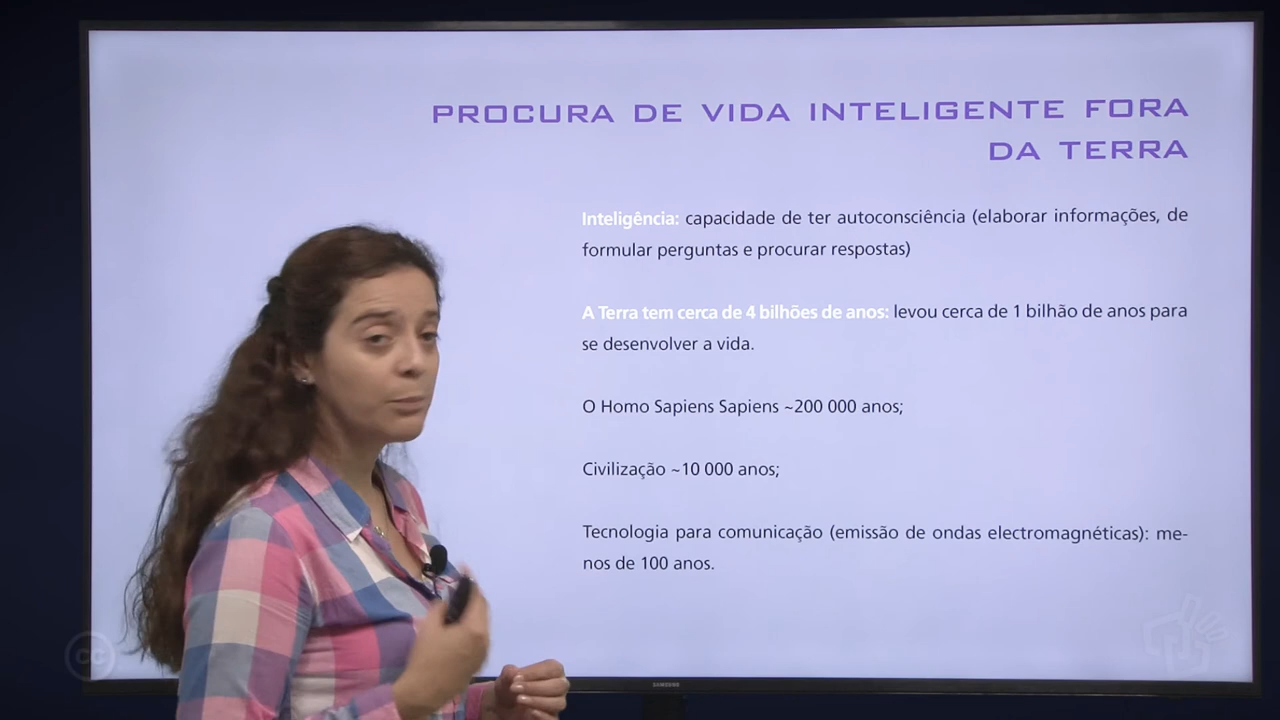 PROCURA DE VIDA INTELIGENTE FORA
DA TERRA
Inteligência: capacidade de ter autoconsciência (elaborar informações, de
formular perguntas e procurar respostas)
A Terra tem cerca de 4 bilhões de anos: levou cerca de 1 bilhão de anos para
se desenvolver a vida.
O Homo Sapiens Sapiens ~200 000 anos;
Civilização ~10 000 anos;
Tecnologia para comunicação (emissão de ondas electromagnéticas): me-
nos de 100 anos.
cc
SAMSUNG